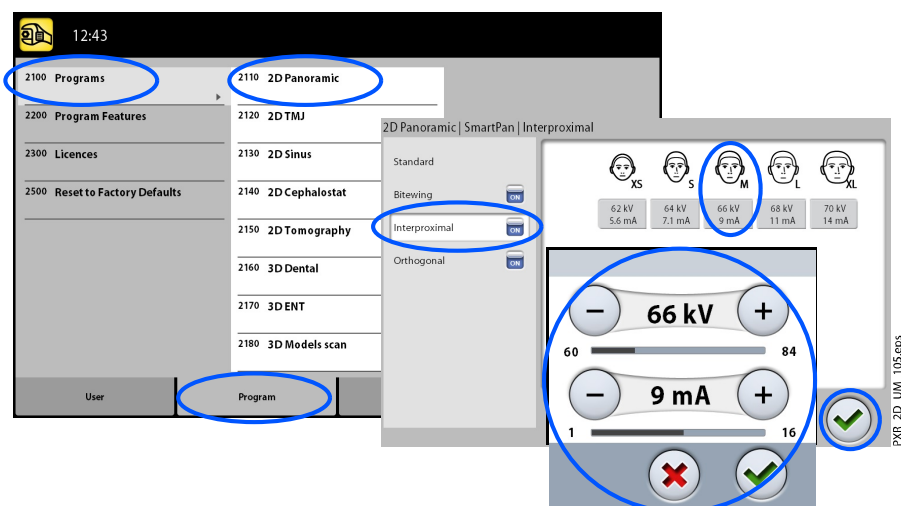 12:43
2100 Programs
2200 Program Features
2300 Licences
2500 Reset to Factory Defaults
2110 2D Panoramic
2120 2D TMJ
2130 2D Sinus
2140 2D Cephalostat
2150 2D Tomography
2160 3D Dental
2170 3D ENT
2180 3D Models scan
User
Program
2D Panoramic | SmartPan | Interproximal
Standard
Bitewing ON
Interproximal ON
Orthogonal ON
XS S M L XL
62 kV 64 kV 66 kV 68 kV 70 kV
5.6 mA 7.1 mA 9 mA 11 mA 14 mA
66 kV
60 84
9 mA
1 16
PXR_2D_UM_105.eps